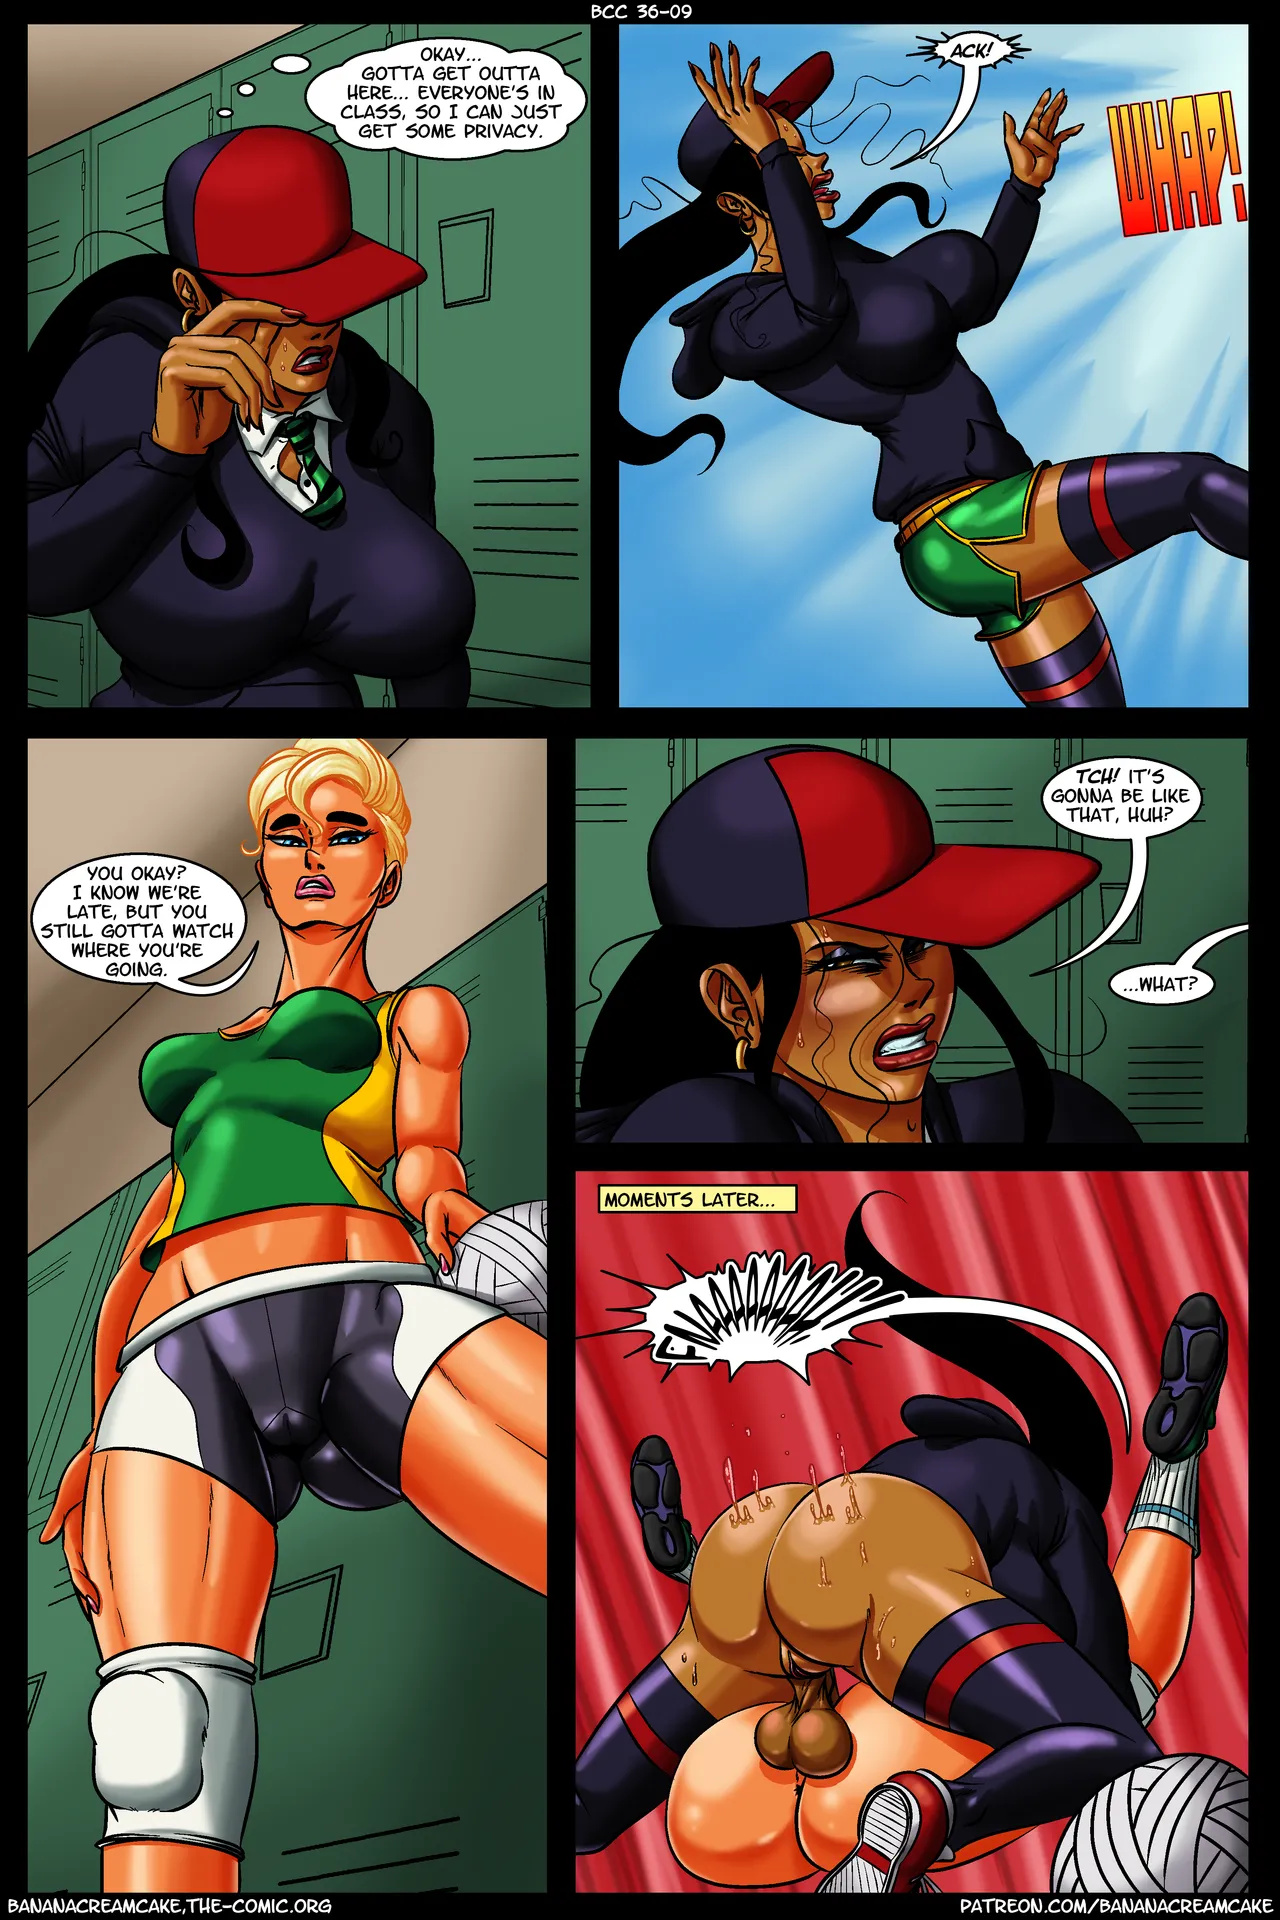 BCC 36-09
OKAY...
GOTTA GET OUTTA
HERE... EVERYONE'S IN
CLASS, SO I CAN JUST
GET SOME PRIVACY.
ACK!
WHAP!
YOU OKAY?
I KNOW WE'RE
LATE, BUT YOU
STILL GOTTA WATCH
WHERE YOU'RE
GOING.
TCH! IT'S
GONNA BE LIKE
THAT, HUH?
...WHAT?
MOMENTS LATER...
BANANACREAMCAKE,THE-COMIC.ORG
PATREON.COM/BANANACREAMCAKE